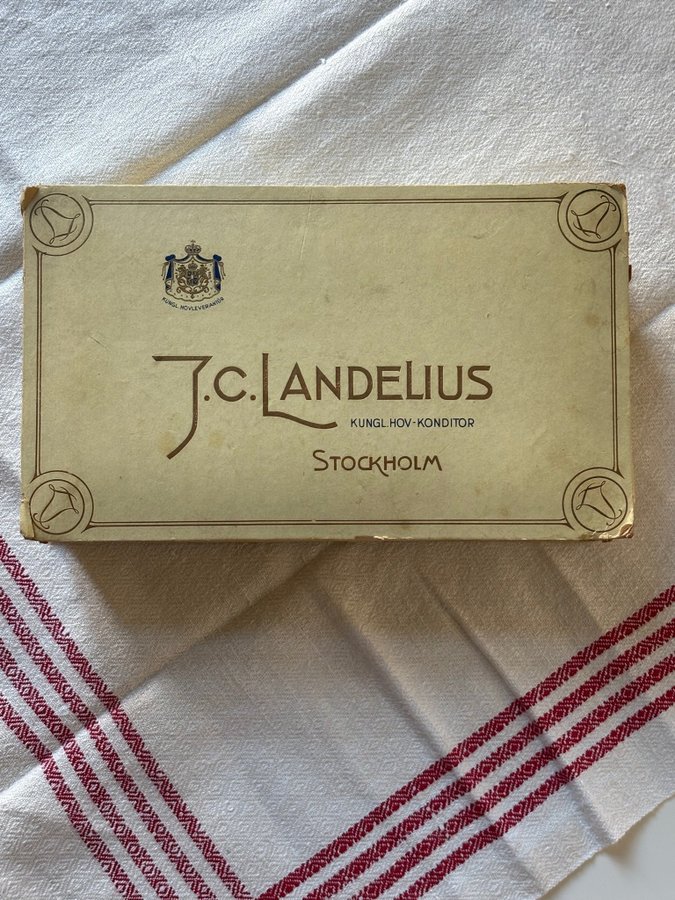 KUNGL. HOVLEVERANTÖR
J.C. LANDELIUS
KUNGL. HOV-KONDITOR
STOCKHOLM